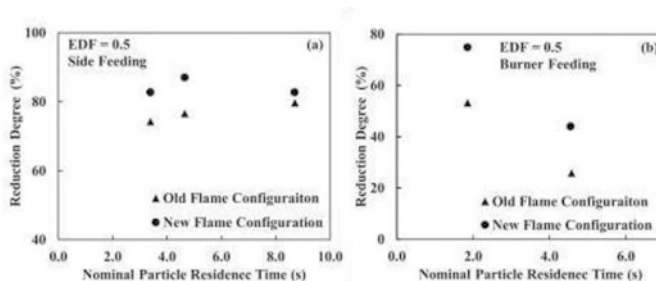 100
EDF = 0.5
(a)
Side Feeding
80
60
Old Flame Configuraiton
New Flame Configuration
40
0.0 2.0 4.0 6.0 8.0 10.0
Nominal Particle Residenec Time (s)
Reduction Degree (%)
80
EDF = 0.5
(b)
Burner Feeding
60
40
20
Old Flame Configuraiton
New Flame Configuration
0
0.0 2.0 4.0 6.0
Nominal Particle Residenec Time (s)
Reduction Degree (%)